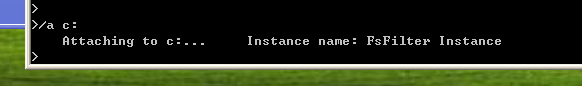 >
>/a c:
Attaching to c:... Instance name: FsFilter Instance
>